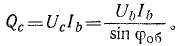 Q_c = U_c I_b = \frac{U_b I_b}{\sin \varphi_{об}}。